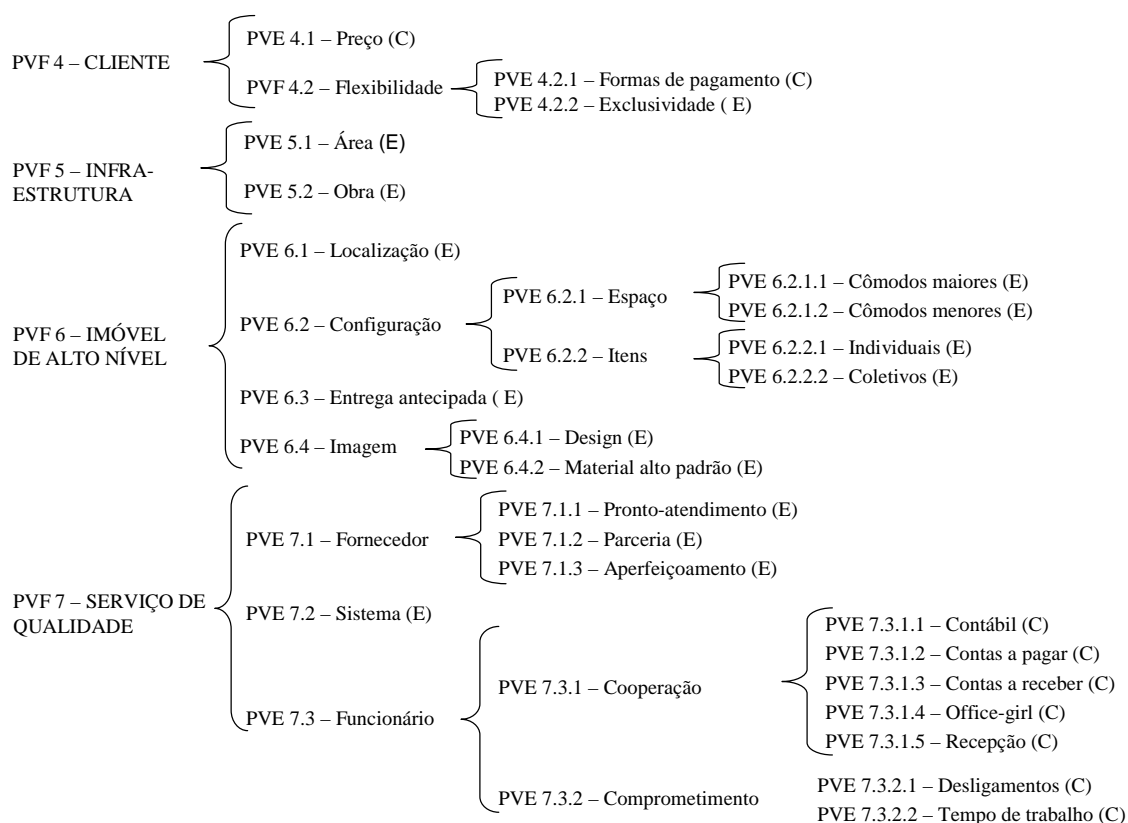 PVF 4 – CLIENTE
PVE 4.1 – Preço (C)
PVF 4.2 – Flexibilidade
PVE 4.2.1 – Formas de pagamento (C)
PVE 4.2.2 – Exclusividade ( E)
PVF 5 – INFRA-
ESTRUTURA
PVE 5.1 – Área (E)
PVE 5.2 – Obra (E)
PVF 6 – IMÓVEL
DE ALTO NÍVEL
PVE 6.1 – Localização (E)
PVE 6.2 – Configuração
PVE 6.2.1 – Espaço
PVE 6.2.1.1 – Cômodos maiores (E)
PVE 6.2.1.2 – Cômodos menores (E)
PVE 6.2.2 – Itens
PVE 6.2.2.1 – Individuais (E)
PVE 6.2.2.2 – Coletivos (E)
PVE 6.3 – Entrega antecipada ( E)
PVE 6.4 – Imagem
PVE 6.4.1 – Design (E)
PVE 6.4.2 – Material alto padrão (E)
PVF 7 – SERVIÇO DE
QUALIDADE
PVE 7.1 – Fornecedor
PVE 7.1.1 – Pronto-atendimento (E)
PVE 7.1.2 – Parceria (E)
PVE 7.1.3 – Aperfeiçoamento (E)
PVE 7.2 – Sistema (E)
PVE 7.3 – Funcionário
PVE 7.3.1 – Cooperação
PVE 7.3.1.1 – Contábil (C)
PVE 7.3.1.2 – Contas a pagar (C)
PVE 7.3.1.3 – Contas a receber (C)
PVE 7.3.1.4 – Office-girl (C)
PVE 7.3.1.5 – Recepção (C)
PVE 7.3.2 – Comprometimento
PVE 7.3.2.1 – Desligamentos (C)
PVE 7.3.2.2 – Tempo de trabalho (C)